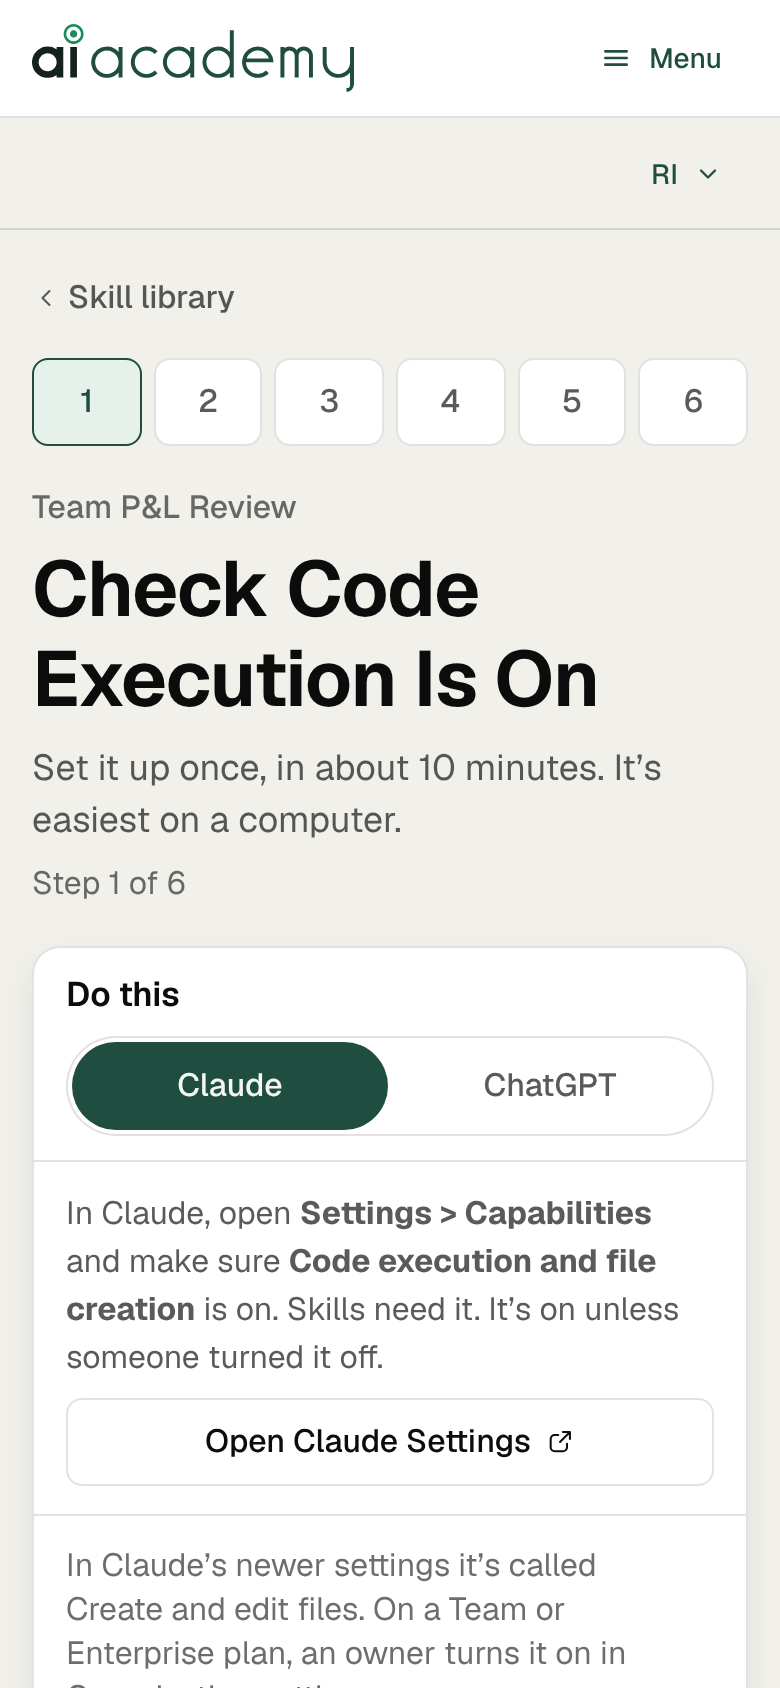 ai academy
Menu
RI
Skill library
1 2 3 4 5 6
Team P&L Review
Check Code
Execution Is On
Set it up once, in about 10 minutes. It’s
easiest on a computer.
Step 1 of 6
Do this
Claude ChatGPT
In Claude, open Settings > Capabilities
and make sure Code execution and file
creation is on. Skills need it. It’s on unless
someone turned it off.
Open Claude Settings
In Claude’s newer settings it’s called
Create and edit files. On a Team or
Enterprise plan, an owner turns it on in